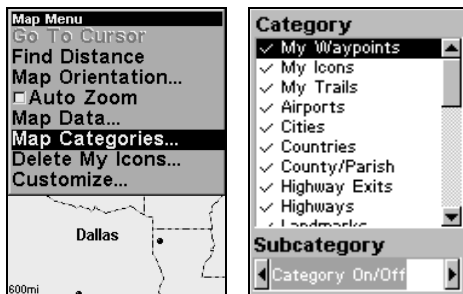 Map Menu
Go To Cursor
Find Distance
Map Orientation...
Auto Zoom
Map Data...
Map Categories...
Delete My Icons...
Customize...
Dallas
600mi
Category
My Waypoints
My Icons
My Trails
Airports
Cities
Countries
County/Parish
Highway Exits
Highways
Landmarks
Subcategory
Category On/Off